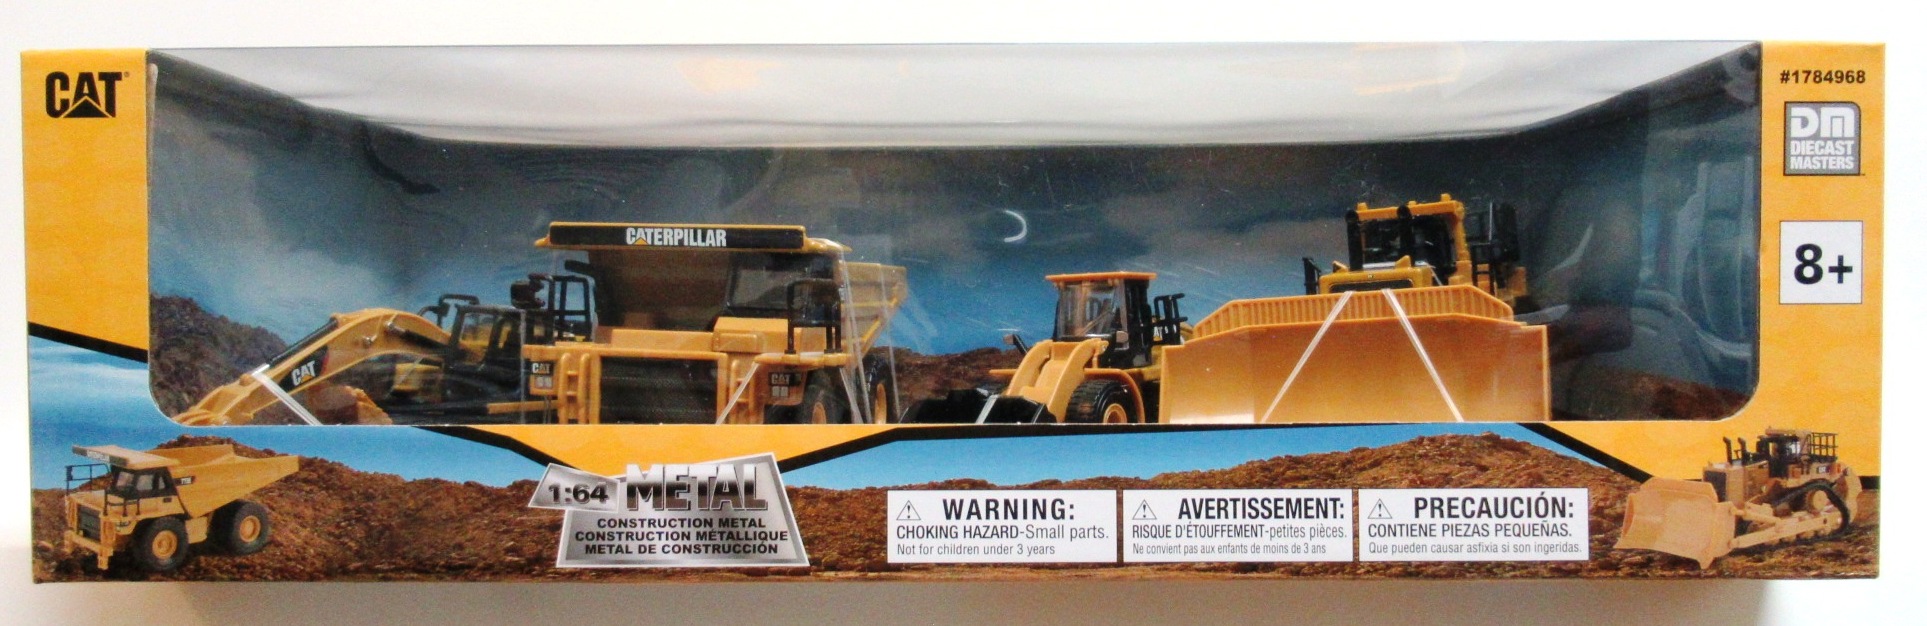 CAT
#1784968
DM
DIECAST
MASTERS
8+
CATERPILLAR
CAT
CAT
CAT
1:64 METAL
CONSTRUCTION METAL
CONSTRUCTION MÉTALLIQUE
METAL DE CONSTRUCCIÓN
WARNING:
CHOKING HAZARD-Small parts.
Not for children under 3 years
AVERTISSEMENT:
RISQUE D'ÉTOUFFEMENT-petites pièces.
Ne convient pas aux enfants de moins de 3 ans
PRECAUCIÓN:
CONTIENE PIEZAS PEQUEÑAS.
Que pueden causar asfixia si son ingeridas.